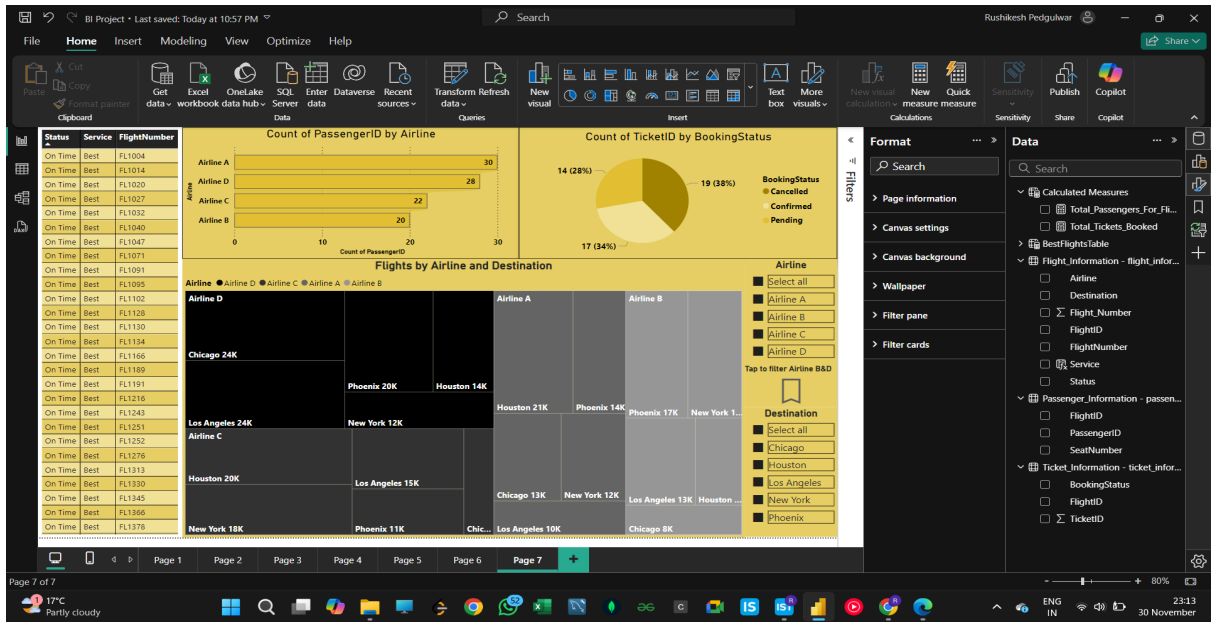 BI Project • Last saved: Today at 10:57 PM
Search
Rushikesh Pedgulwar
File Home Insert Modeling View Optimize Help
Share
Paste
Cut
Copy
Format painter
Clipboard
Get data
Excel workbook
OneLake data hub
SQL Server
Enter data
Dataverse
Recent sources
Data
Transform data
Refresh
Queries
New visual
Text box
More visuals
Insert
New visual calculation
New measure
Quick measure
Calculations
Sensitivity
Sensitivity
Publish
Share
Copilot
Copilot
Status Service FlightNumber
On Time Best FL1004
On Time Best FL1014
On Time Best FL1020
On Time Best FL1027
On Time Best FL1032
On Time Best FL1040
On Time Best FL1047
On Time Best FL1071
On Time Best FL1091
On Time Best FL1095
On Time Best FL1102
On Time Best FL1128
On Time Best FL1130
On Time Best FL1134
On Time Best FL1166
On Time Best FL1189
On Time Best FL1191
On Time Best FL1216
On Time Best FL1243
On Time Best FL1251
On Time Best FL1252
On Time Best FL1276
On Time Best FL1313
On Time Best FL1330
On Time Best FL1345
On Time Best FL1366
On Time Best FL1378
Count of PassengerID by Airline
Airline
Airline A 30
Airline D 28
Airline C 22
Airline B 20
0 10 20 30
Count of PassengerID
Count of TicketID by BookingStatus
14 (28%)
19 (38%)
17 (34%)
BookingStatus
Cancelled
Confirmed
Pending
Flights by Airline and Destination
Airline Airline D Airline C Airline A Airline B
Airline D
Chicago 24K
Los Angeles 24K
Phoenix 20K
Houston 14K
New York 12K
Airline C
Houston 20K
New York 18K
Los Angeles 15K
Phoenix 11K
Chic...
Airline A
Houston 21K
Phoenix 14K
Chicago 13K
New York 12K
Los Angeles 10K
Airline B
Phoenix 17K
New York 1...
Los Angeles 13K
Houston ...
Chicago 8K
Airline
Select all
Airline A
Airline B
Airline C
Airline D
Tap to filter Airline B&D
Destination
Select all
Chicago
Houston
Los Angeles
New York
Phoenix
Filters
Format
Search
Page information
Canvas settings
Canvas background
Wallpaper
Filter pane
Filter cards
Data
Search
Calculated Measures
Total_Passengers_For_Fli...
Total_Tickets_Booked
BestFlightsTable
Flight_Information - flight_infor...
Airline
Destination
Flight_Number
FlightID
FlightNumber
Service
Status
Passenger_Information - passen...
FlightID
PassengerID
SeatNumber
Ticket_Information - ticket_infor...
BookingStatus
FlightID
TicketID
Page 1 Page 2 Page 3 Page 4 Page 5 Page 6 Page 7
Page 7 of 7
80%
1
17°C
Partly cloudy
52
IS
IS
ENG
IN
23:13
30 November